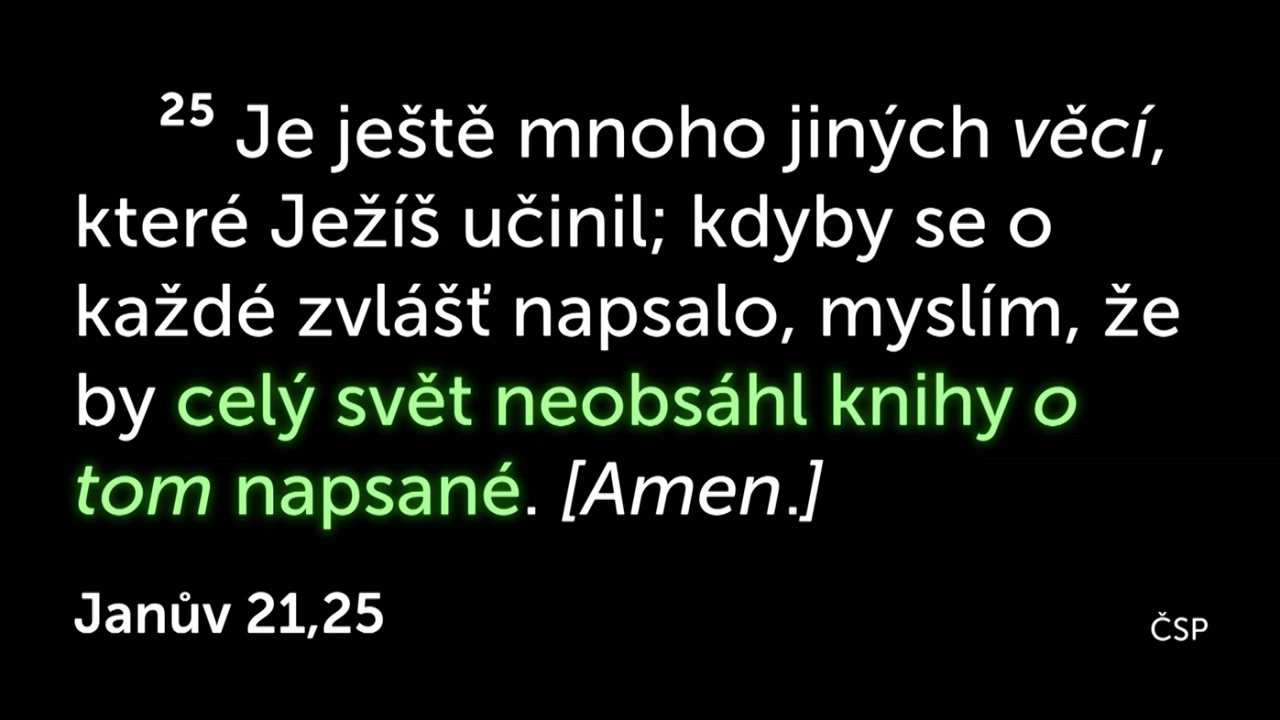 25 Je ještě mnoho jiných věcí,
které Ježíš učinil; kdyby se o
každé zvlášť napsalo, myslím, že
by celý svět neobsáhl knihy o
tom napsané. [Amen.]
Janův 21,25
ČSP